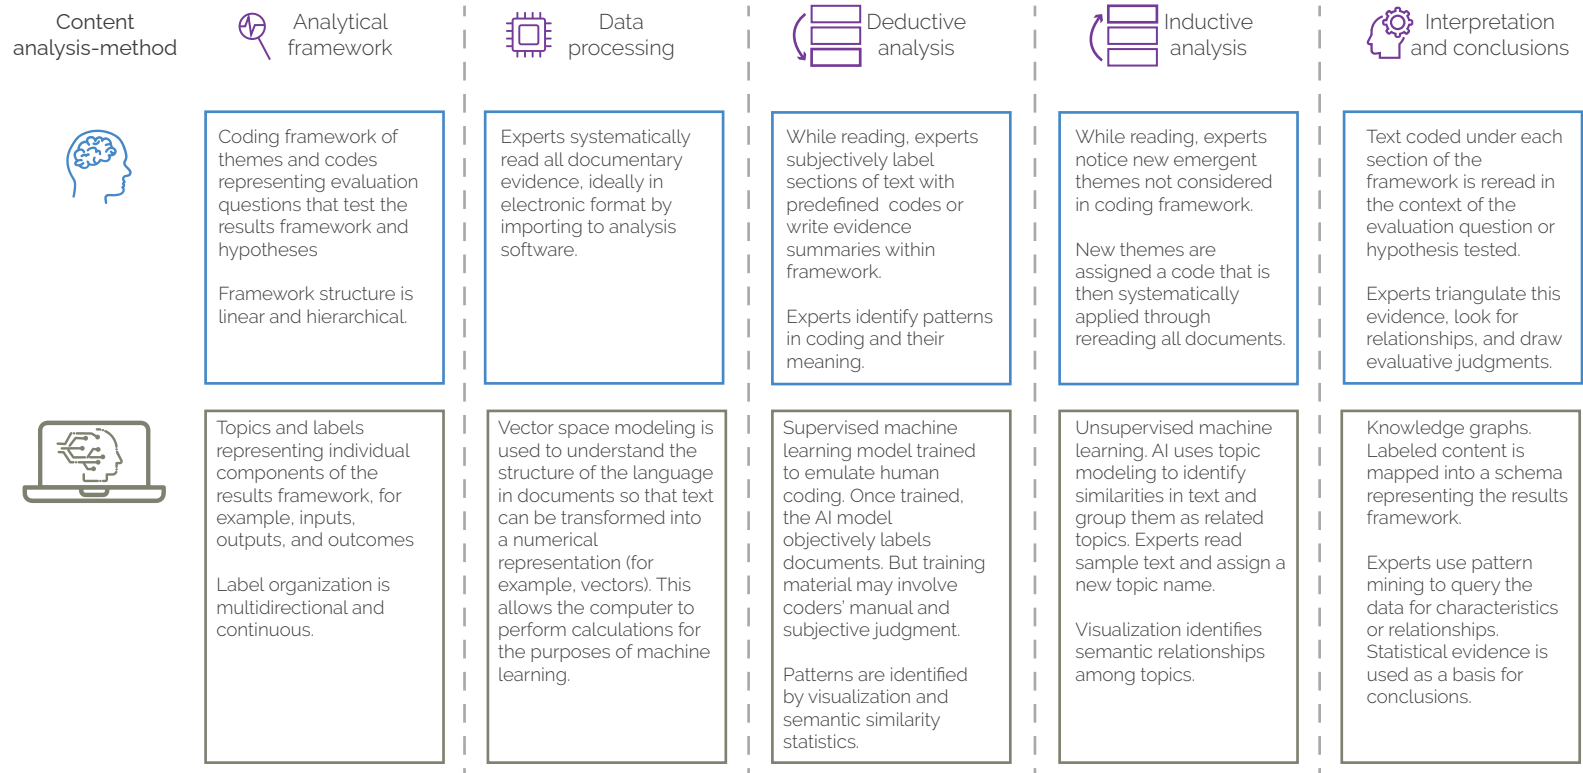 Content
analysis-method
Analytical
framework
Data
processing
Deductive
analysis
Inductive
analysis
Interpretation
and conclusions
Coding framework of
themes and codes
representing evaluation
questions that test the
results framework and
hypotheses
Framework structure is
linear and hierarchical.
Experts systematically
read all documentary
evidence, ideally in
electronic format by
importing to analysis
software.
While reading, experts
subjectively label
sections of text with
predefined codes or
write evidence
summaries within
framework.
Experts identify patterns
in coding and their
meaning.
While reading, experts
notice new emergent
themes not considered
in coding framework.
New themes are
assigned a code that is
then systematically
applied through
rereading all documents.
Text coded under each
section of the
framework is reread in
the context of the
evaluation question or
hypothesis tested.
Experts triangulate this
evidence, look for
relationships, and draw
evaluative judgments.
Topics and labels
representing individual
components of the
results framework, for
example, inputs,
outputs, and outcomes
Label organization is
multidirectional and
continuous.
Vector space modeling is
used to understand the
structure of the language
in documents so that text
can be transformed into
a numerical
representation (for
example, vectors). This
allows the computer to
perform calculations for
the purposes of machine
learning.
Supervised machine
learning model trained
to emulate human
coding. Once trained,
the AI model
objectively labels
documents. But training
material may involve
coders' manual and
subjective judgment.
Patterns are identified
by visualization and
semantic similarity
statistics.
Unsupervised machine
learning. AI uses topic
modeling to identify
similarities in text and
group them as related
topics. Experts read
sample text and assign a
new topic name.
Visualization identifies
semantic relationships
among topics.
Knowledge graphs.
Labeled content is
mapped into a schema
representing the results
framework.
Experts use pattern
mining to query the
data for characteristics
or relationships.
Statistical evidence is
used as a basis for
conclusions.